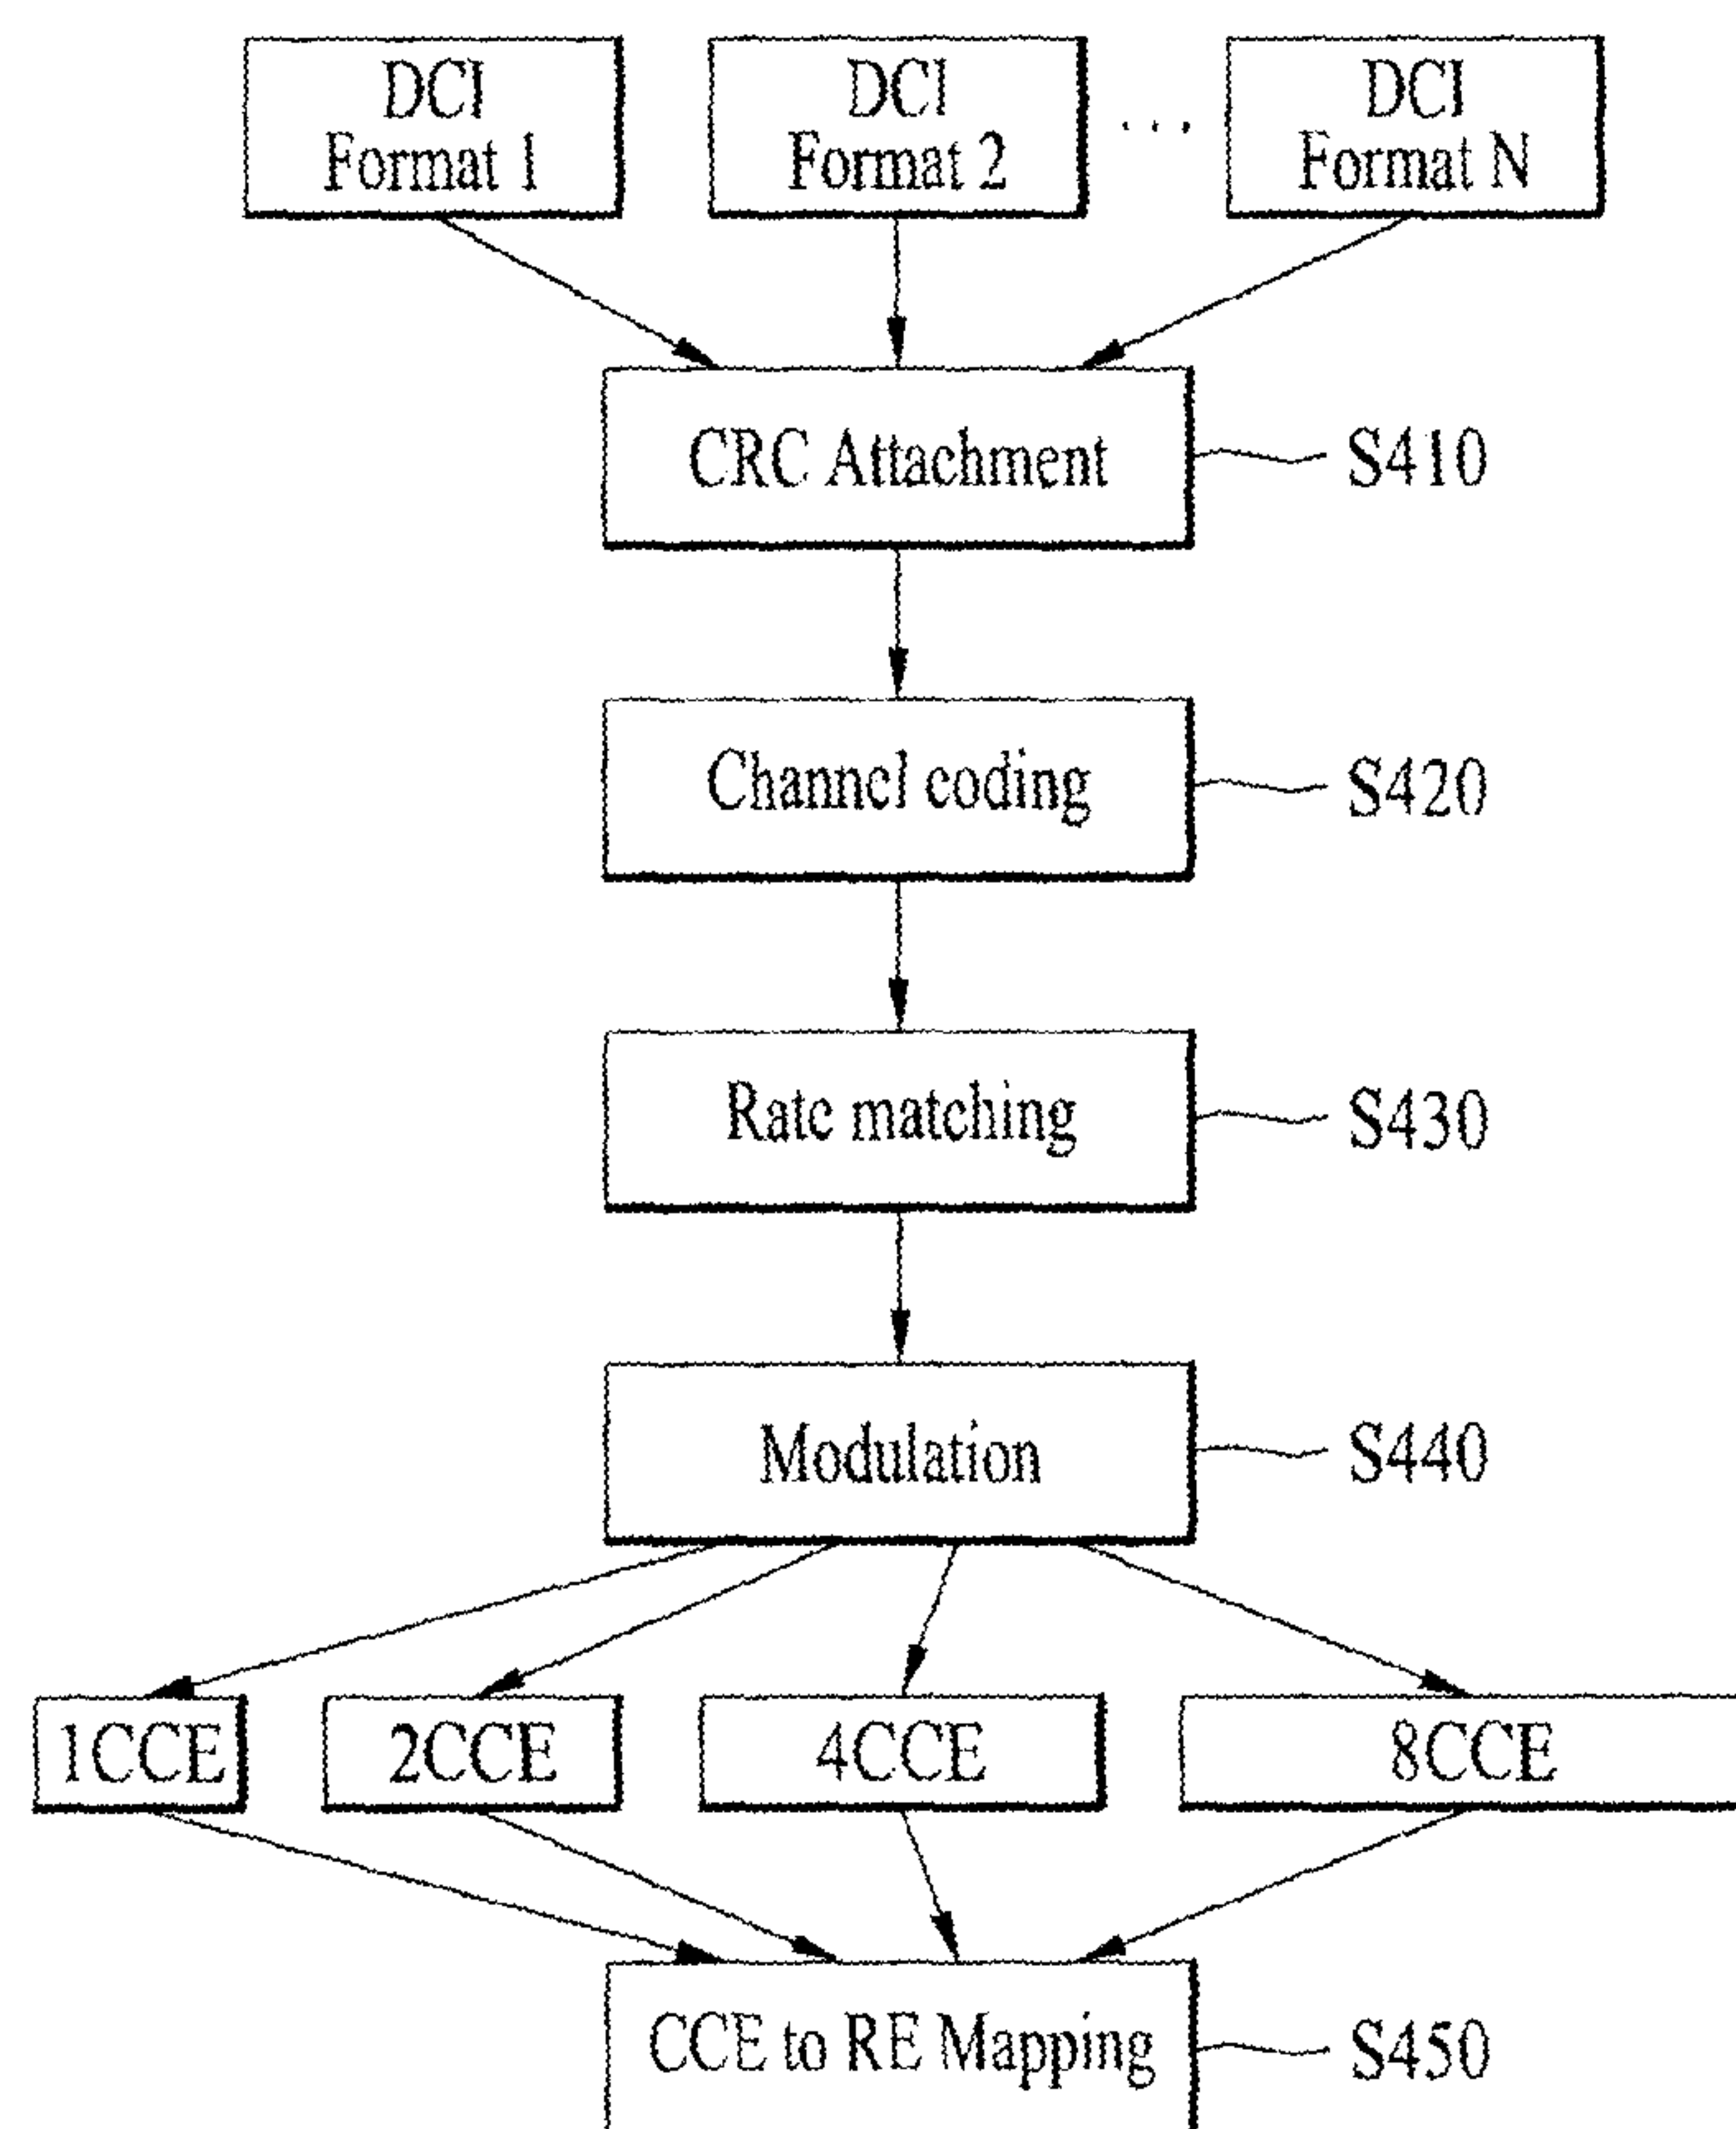 DCI
Format 1
DCI
Format 2
...
DCI
Format N
CRC Attachment
S410
Channel coding
S420
Rate matching
S430
Modulation
S440
1CCE
2CCE
4CCE
8CCE
CCE to RE Mapping
S450